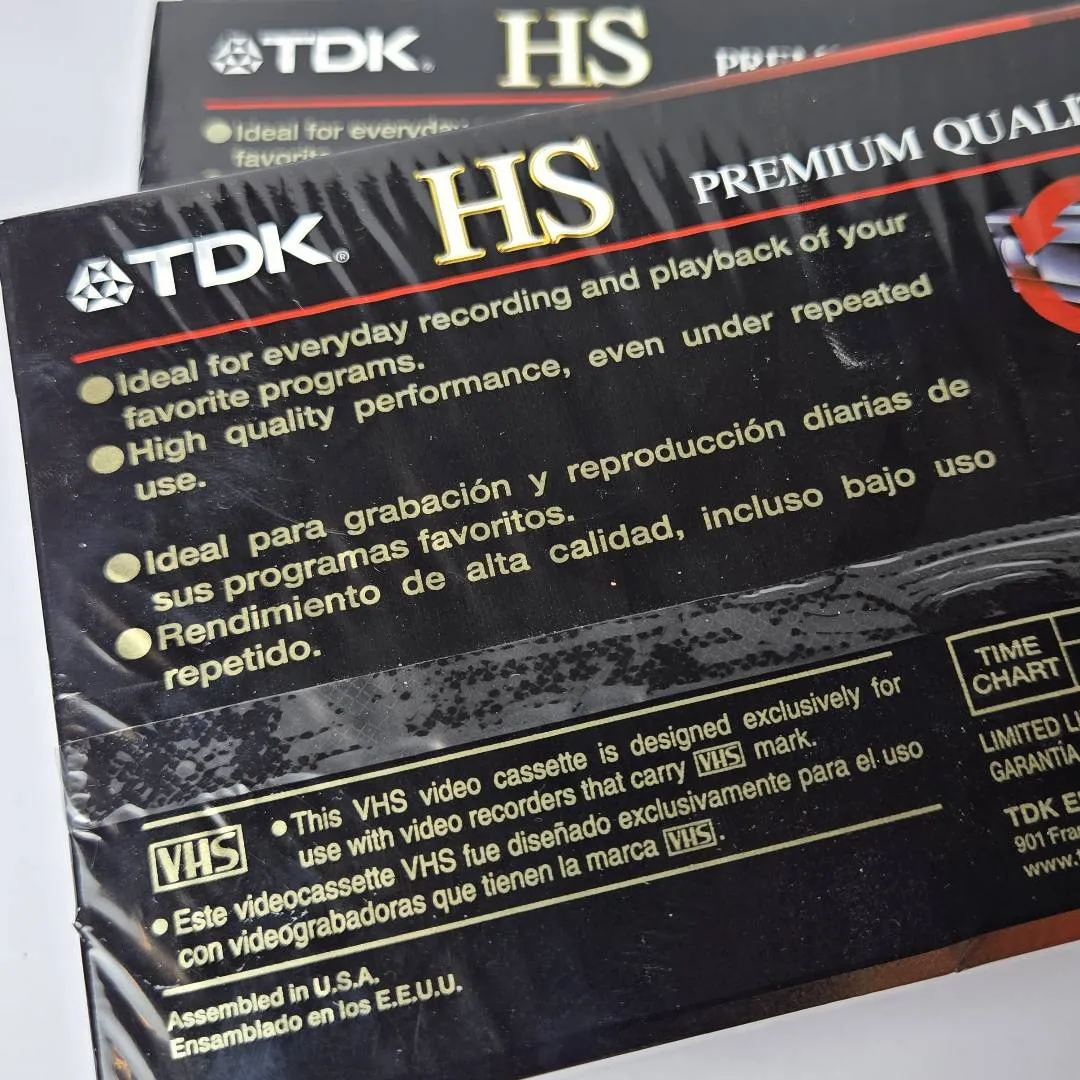 TDK® HS
Ideal for everyday
TDK® HS PREMIUM
● Ideal for everyday recording and playback of your
favorite programs.
● High quality performance, even under repeated
use.
● Ideal para grabación y reproducción diarias de
sus programas favoritos.
● Rendimiento de alta calidad, incluso bajo uso
repetido.
TIME
CHART
VHS
● This VHS video cassette is designed exclusively for
use with video recorders that carry VHS mark.
● Este videocassette VHS fue diseñado exclusivamente para el uso
con videograbadoras que tienen la marca VHS.
LIMITED
GARANTÍA
TDK
901
www.
Assembled in U.S.A.
Ensamblado en los E.E.U.U.